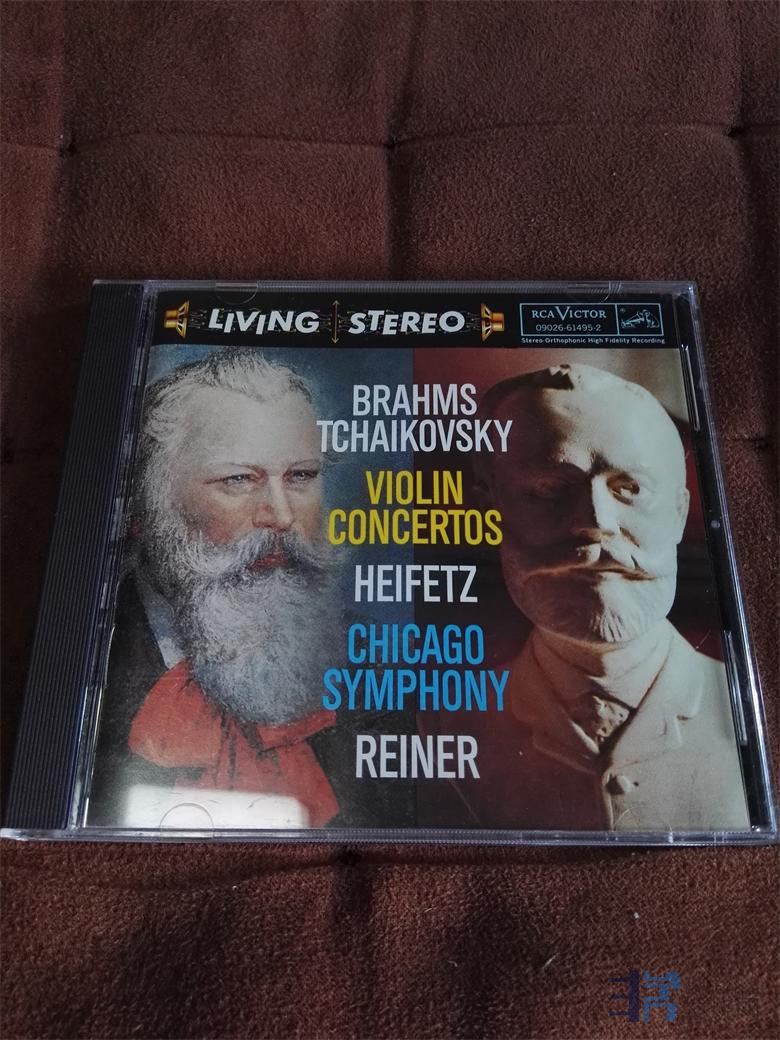 LIVING STEREO
RCA VICTOR
09026-61495-2
Stereo-Orthophonic High Fidelity Recording
BRAHMS
TCHAIKOVSKY
VIOLIN
CONCERTOS
HEIFETZ
CHICAGO
SYMPHONY
REINER